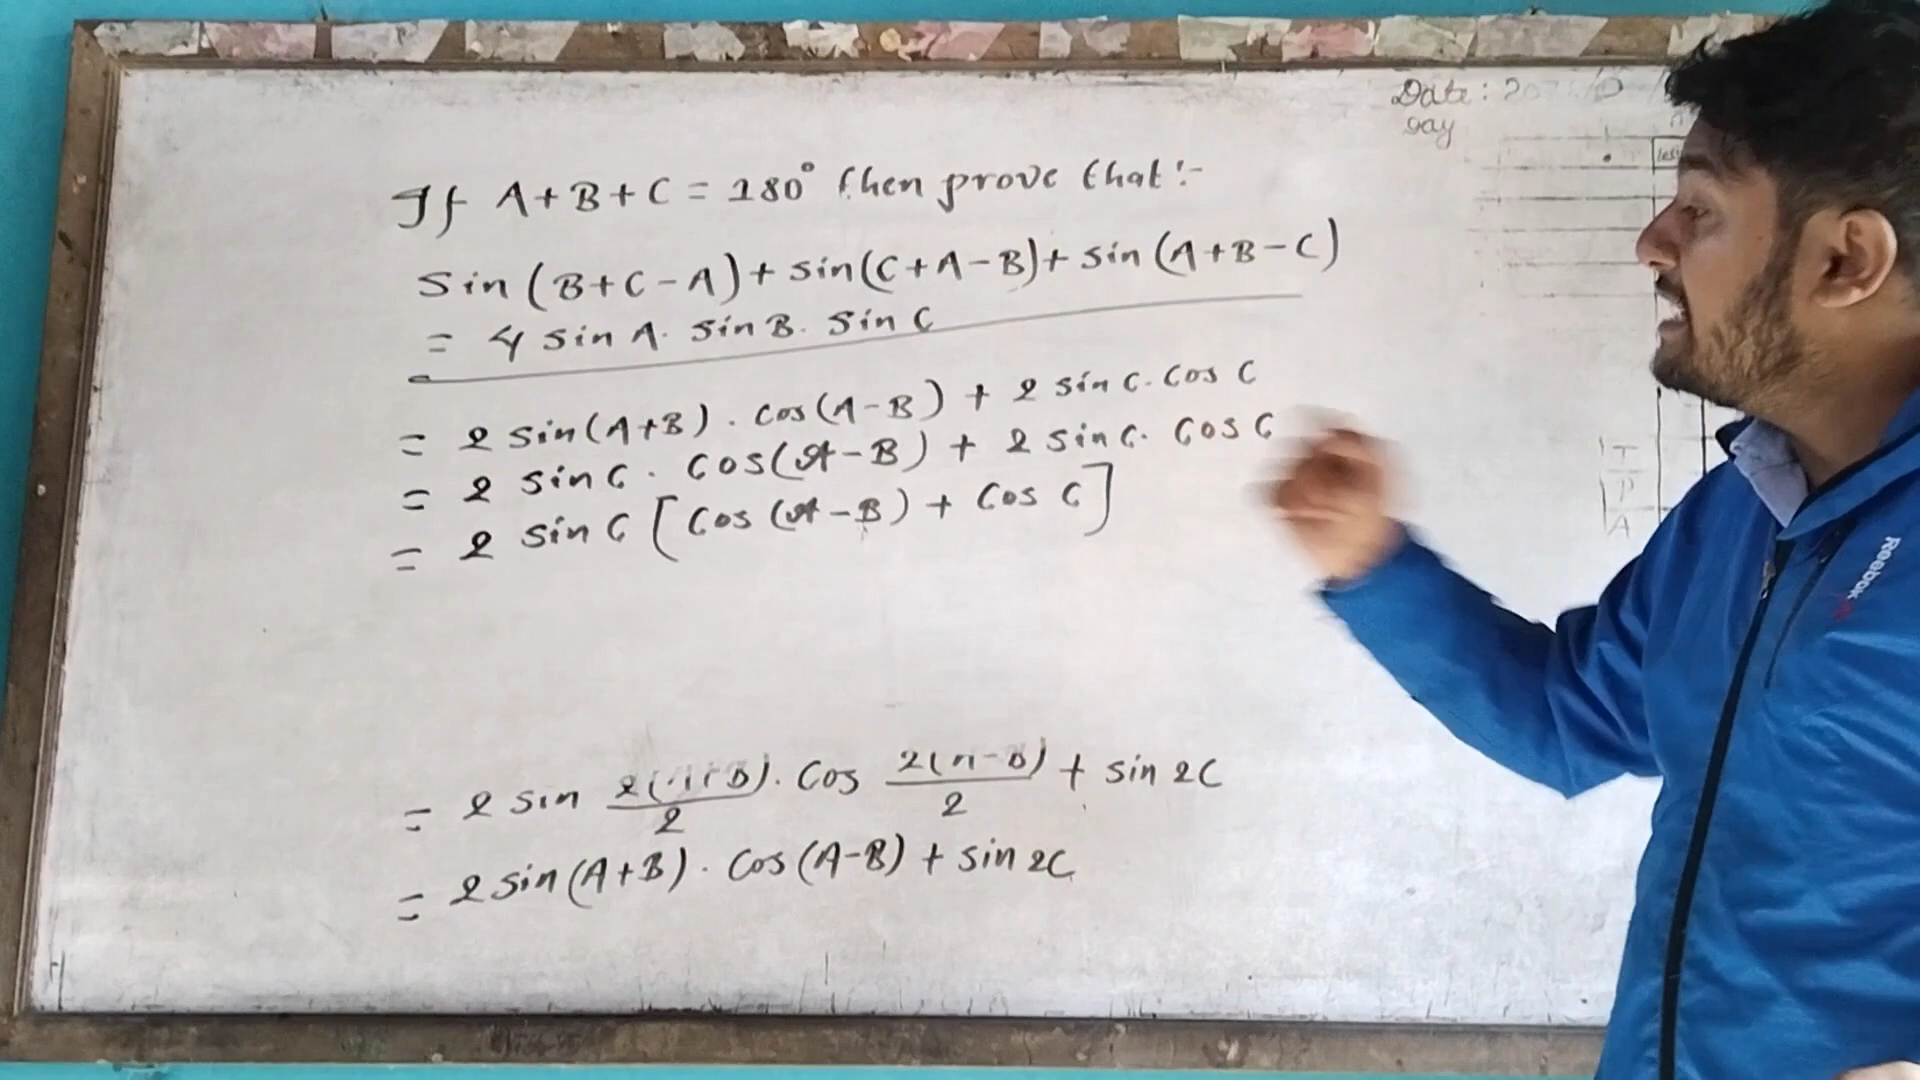 If A+B+C = 180° then prove that :-
Sin (B+C-A) + sin(C+A-B) + sin (A+B-C)
= 4 sin A. sin B. sin C
= 2 sin(A+B). cos(A-B) + 2 sin C. cos C
= 2 sin C. cos(A-B) + 2 sin C. cos C
= 2 sin C [cos (A-B) + cos C]
= 2 sin 2(A+B)/2 . cos 2(A-B)/2 + sin 2C
= 2 sin (A+B). cos (A-B) + sin 2C
Date:
Day
T
P
A
Reebok